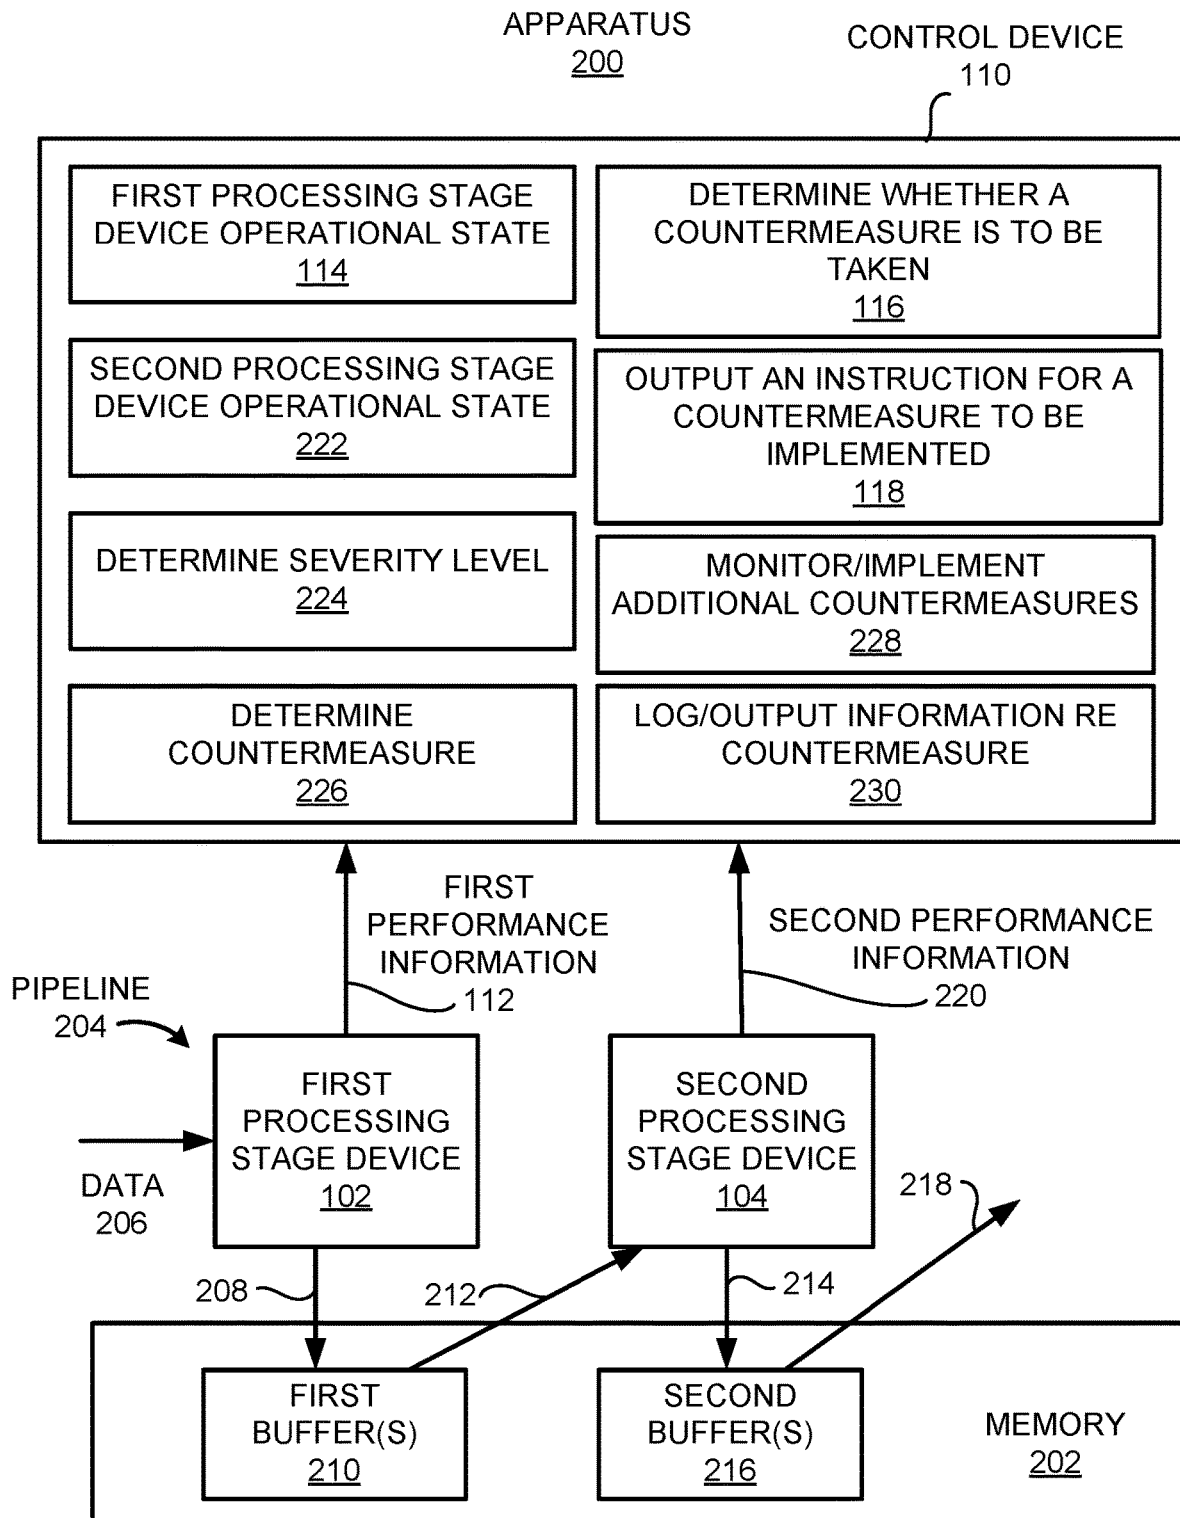 APPARATUS
200
CONTROL DEVICE
110
FIRST PROCESSING STAGE
DEVICE OPERATIONAL STATE
114
DETERMINE WHETHER A
COUNTERMEASURE IS TO BE
TAKEN
116
SECOND PROCESSING STAGE
DEVICE OPERATIONAL STATE
222
OUTPUT AN INSTRUCTION FOR A
COUNTERMEASURE TO BE
IMPLEMENTED
118
DETERMINE SEVERITY LEVEL
224
MONITOR/IMPLEMENT
ADDITIONAL COUNTERMEASURES
228
DETERMINE
COUNTERMEASURE
226
LOG/OUTPUT INFORMATION RE
COUNTERMEASURE
230
FIRST
PERFORMANCE
INFORMATION
112
SECOND PERFORMANCE
INFORMATION
220
PIPELINE
204
FIRST
PROCESSING
STAGE DEVICE
102
SECOND
PROCESSING
STAGE DEVICE
104
DATA
206
208
212
214
218
FIRST
BUFFER(S)
210
SECOND
BUFFER(S)
216
MEMORY
202